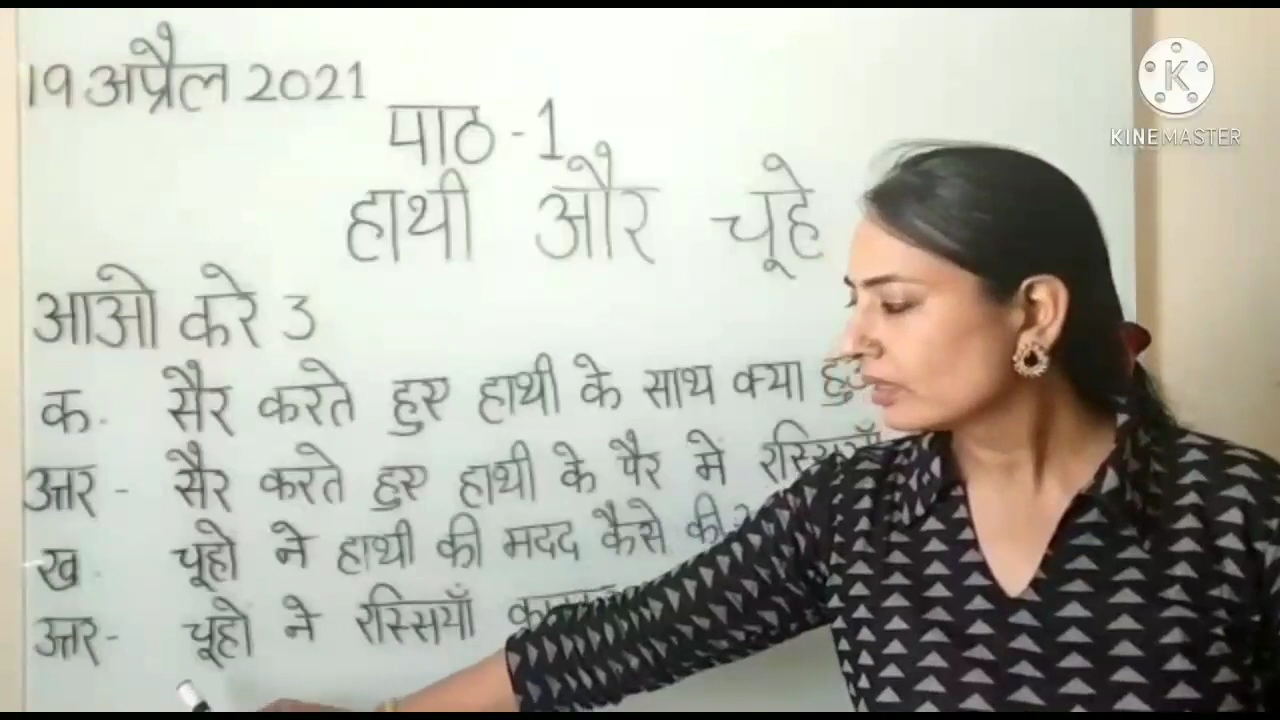 19 अप्रैल 2021
पाठ - 1
हाथी और चूहे
आओ करे 3
क. सैर करते हुए हाथी के साथ क्या
उत्तर - सैर करते हुए हाथी के पैर में रस्सियाँ
ख. चूहो ने हाथी की मदद कैसे की
उत्तर - चूहो ने रस्सियाँ
K
KINEMASTER